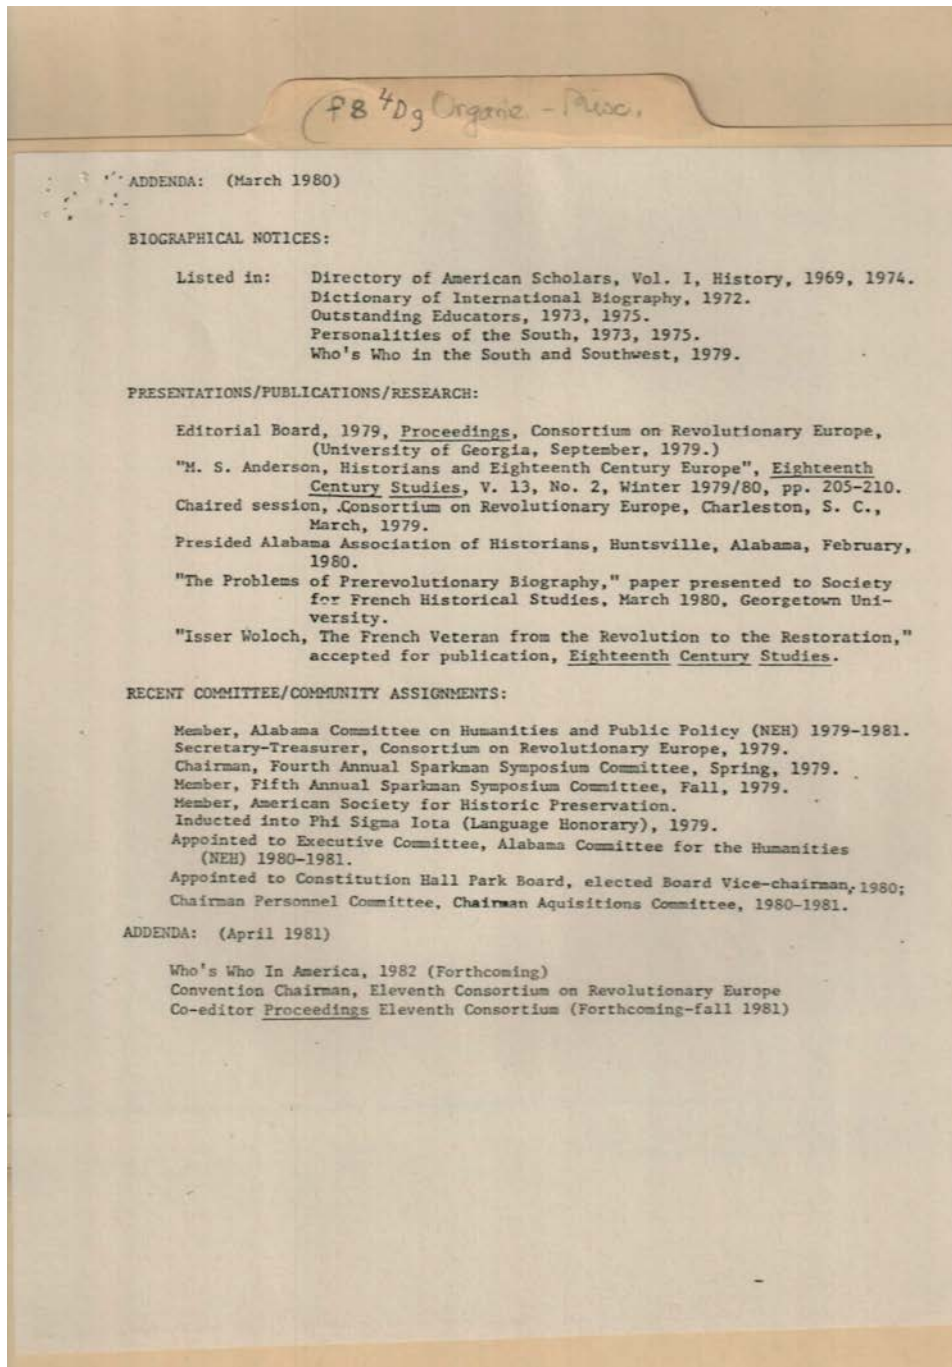 f8 4Dg Organie. - Misc.
ADDENDA: (March 1980)
BIOGRAPHICAL NOTICES:
Listed in: Directory of American Scholars, Vol. I, History, 1969, 1974.
Dictionary of International Biography, 1972.
Outstanding Educators, 1973, 1975.
Personalities of the South, 1973, 1975.
Who's Who in the South and Southwest, 1979.
PRESENTATIONS/PUBLICATIONS/RESEARCH:
Editorial Board, 1979, Proceedings, Consortium on Revolutionary Europe,
(University of Georgia, September, 1979.)
"M. S. Anderson, Historians and Eighteenth Century Europe", Eighteenth
Century Studies, V. 13, No. 2, Winter 1979/80, pp. 205-210.
Chaired session, .Consortium on Revolutionary Europe, Charleston, S. C.,
March, 1979.
Presided Alabama Association of Historians, Huntsville, Alabama, February,
1980.
"The Problems of Prerevolutionary Biography," paper presented to Society
for French Historical Studies, March 1980, Georgetown Uni-
versity.
"Isser Woloch, The French Veteran from the Revolution to the Restoration,"
accepted for publication, Eighteenth Century Studies.
RECENT COMMITTEE/COMMUNITY ASSIGNMENTS:
Member, Alabama Committee on Humanities and Public Policy (NEH) 1979-1981.
Secretary-Treasurer, Consortium on Revolutionary Europe, 1979.
Chairman, Fourth Annual Sparkman Symposium Committee, Spring, 1979.
Member, Fifth Annual Sparkman Symposium Committee, Fall, 1979.
Member, American Society for Historic Preservation.
Inducted into Phi Sigma Iota (Language Honorary), 1979.
Appointed to Executive Committee, Alabama Committee for the Humanities
(NEH) 1980-1981.
Appointed to Constitution Hall Park Board, elected Board Vice-chairman, 1980;
Chairman Personnel Committee, Chairman Aquisitions Committee, 1980-1981.
ADDENDA: (April 1981)
Who's Who In America, 1982 (Forthcoming)
Convention Chairman, Eleventh Consortium on Revolutionary Europe
Co-editor Proceedings Eleventh Consortium (Forthcoming-fall 1981)